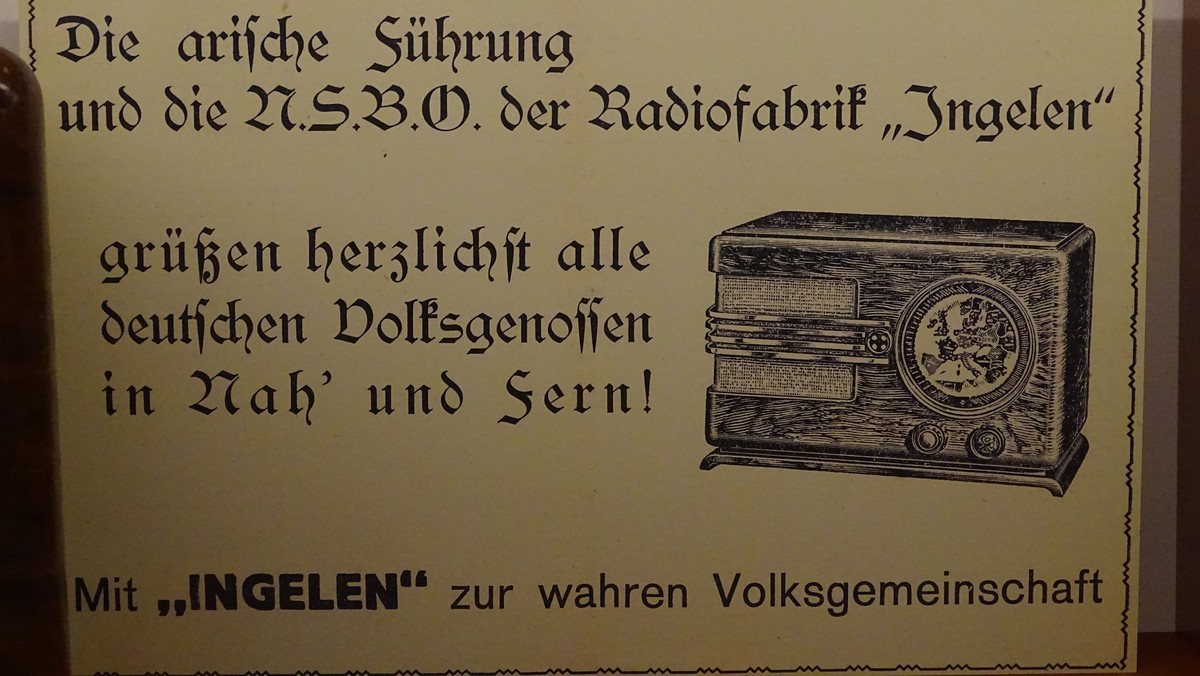 Die arische Führung
und die N.S.B.O. der Radiofabrik „Ingelen“
grüßen herzlichst alle
deutschen Volksgenossen
in Nah’ und Fern!
Mit „INGELEN“ zur wahren Volksgemeinschaft